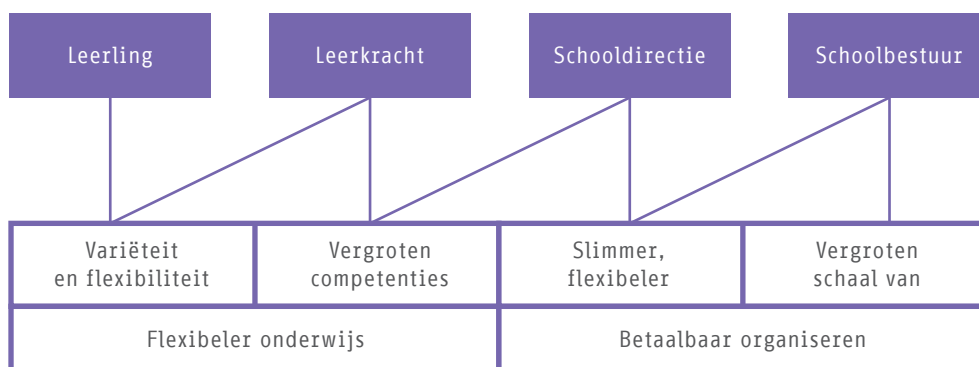 Leerling
Leerkracht
Schooldirectie
Schoolbestuur
Variëteit
en flexibiliteit
Vergroten
competenties
Slimmer,
flexibeler
Vergroten
schaal van
Flexibeler onderwijs
Betaalbaar organiseren